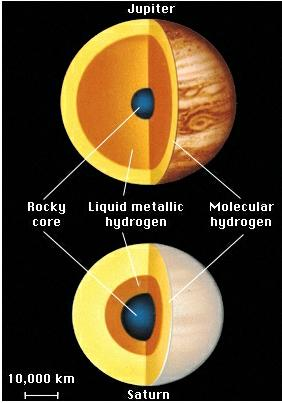 Jupiter
Rocky core
Liquid metallic hydrogen
Molecular hydrogen
10,000 km
Saturn